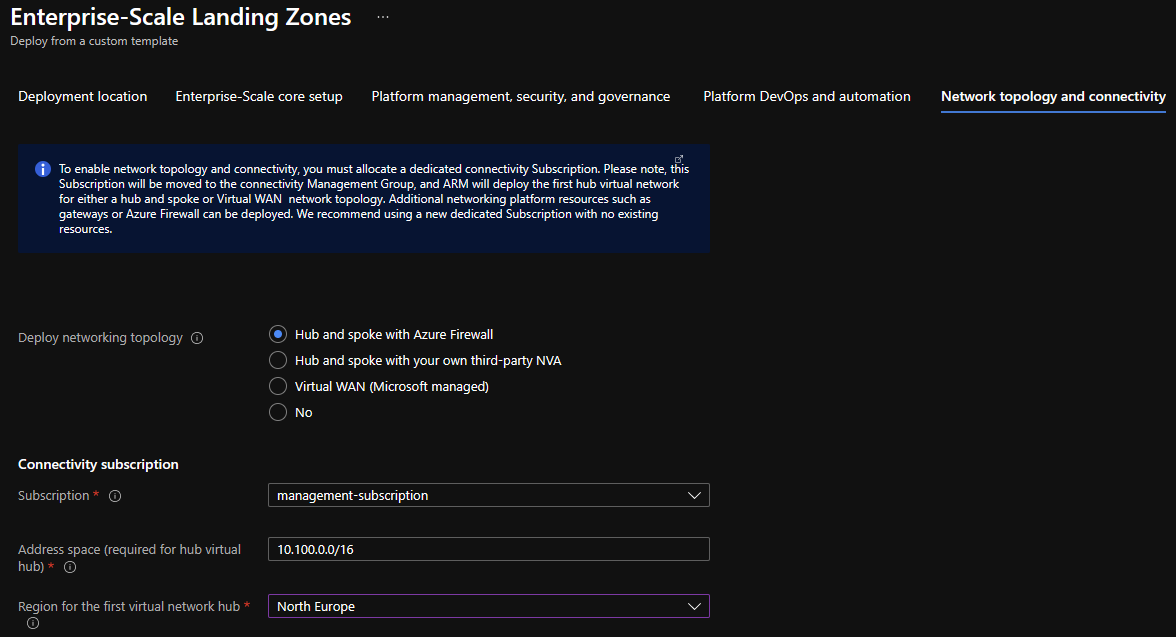 Enterprise-Scale Landing Zones ...
Deploy from a custom template
Deployment location Enterprise-Scale core setup Platform management, security, and governance Platform DevOps and automation Network topology and connectivity
To enable network topology and connectivity, you must allocate a dedicated connectivity Subscription. Please note, this
Subscription will be moved to the connectivity Management Group, and ARM will deploy the first hub virtual network
for either a hub and spoke or Virtual WAN network topology. Additional networking platform resources such as
gateways or Azure Firewall can be deployed. We recommend using a new dedicated Subscription with no existing
resources.
Deploy networking topology
Hub and spoke with Azure Firewall
Hub and spoke with your own third-party NVA
Virtual WAN (Microsoft managed)
No
Connectivity subscription
Subscription *
management-subscription
Address space (required for hub virtual
hub) *
10.100.0.0/16
Region for the first virtual network hub *
North Europe